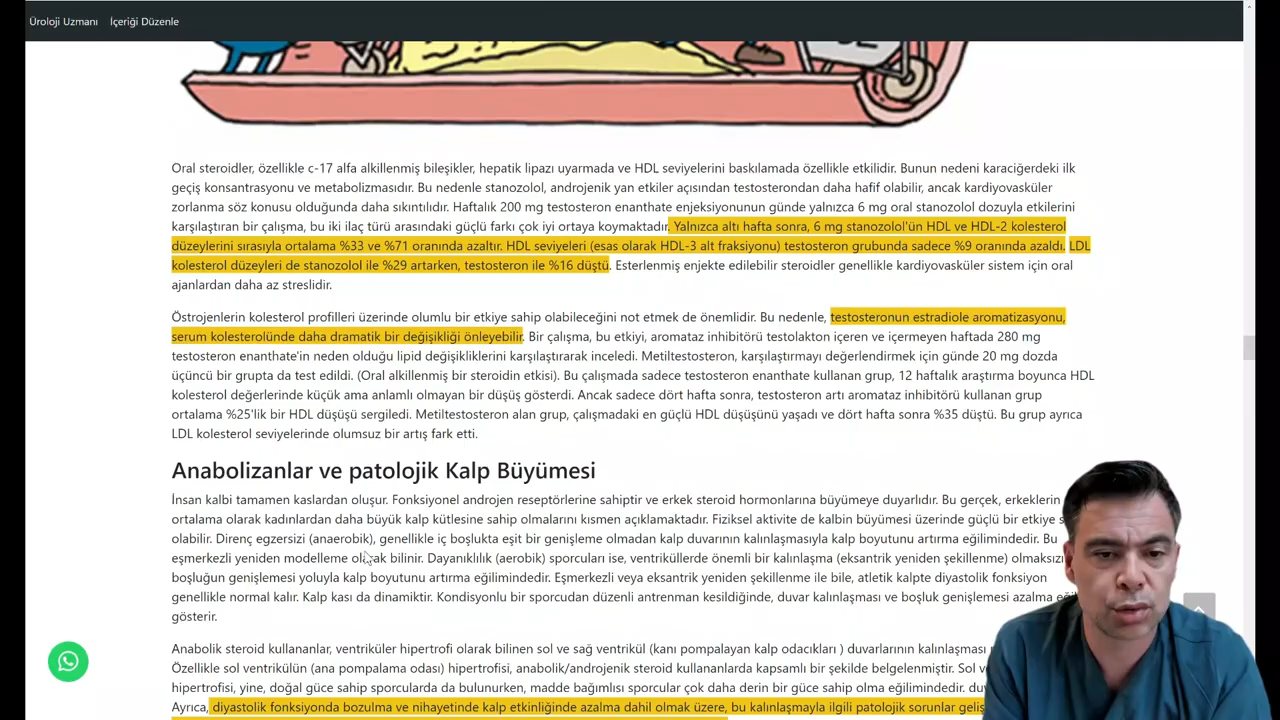 Üroloji Uzmanı İçeriği Düzenle
Oral steroidler, özellikle c-17 alfa alkillenmiş bileşikler, hepatik lipazı uyarmada ve HDL seviyelerini baskılamada özellikle etkilidir. Bunun nedeni karaciğerdeki ilk
geçiş konsantrasyonu ve metabolizmasıdır. Bu nedenle stanozolol, androjenik yan etkiler açısından testosterondan daha hafif olabilir, ancak kardiyovasküler
zorlanma söz konusu olduğunda daha sıkıntılıdır. Haftalık 200 mg testosteron enanthate enjeksiyonunun günde yalnızca 6 mg oral stanozolol dozuyla etkilerini
karşılaştıran bir çalışma, bu iki ilaç türü arasındaki güçlü farkı çok iyi ortaya koymaktadır. Yalnızca altı hafta sonra, 6 mg stanozolol'ün HDL ve HDL-2 kolesterol
düzeylerini sırasıyla ortalama %33 ve %71 oranında azaltır. HDL seviyeleri (esas olarak HDL-3 alt fraksiyonu) testosteron grubunda sadece %9 oranında azaldı. LDL
kolesterol düzeyleri de stanozolol ile %29 artarken, testosteron ile %16 düştü. Esterlenmiş enjekte edilebilir steroidler genellikle kardiyovasküler sistem için oral
ajanlardan daha az streslidir.
Östrojenlerin kolesterol profilleri üzerinde olumlu bir etkiye sahip olabileceğini not etmek de önemlidir. Bu nedenle, testosteronun estradiole aromatizasyonu,
serum kolesterolünde daha dramatik bir değişikliği önleyebilir. Bir çalışma, bu etkiyi, aromataz inhibitörü testolakton içeren ve içermeyen haftada 280 mg
testosteron enanthate'in neden olduğu lipid değişikliklerini karşılaştırarak inceledi. Metiltestosteron, karşılaştırmayı değerlendirmek için günde 20 mg dozda
üçüncü bir grupta da test edildi. (Oral alkillenmiş bir steroidin etkisi). Bu çalışmada sadece testosteron enanthate kullanan grup, 12 haftalık araştırma boyunca HDL
kolesterol değerlerinde küçük ama anlamlı olmayan bir düşüş gösterdi. Ancak sadece dört hafta sonra, testosteron artı aromataz inhibitörü kullanan grup
ortalama %25'lik bir HDL düşüşü sergiledi. Metiltestosteron alan grup, çalışmadaki en güçlü HDL düşüşünü yaşadı ve dört hafta sonra %35 düştü. Bu grup ayrıca
LDL kolesterol seviyelerinde olumsuz bir artış fark etti.
Anabolizanlar ve patolojik Kalp Büyümesi
İnsan kalbi tamamen kaslardan oluşur. Fonksiyonel androjen reseptörlerine sahiptir ve erkek steroid hormonlarına büyümeye duyarlıdır. Bu gerçek, erkeklerin
ortalama olarak kadınlardan daha büyük kalp kütlesine sahip olmalarını kısmen açıklamaktadır. Fiziksel aktivite de kalbin büyümesi üzerinde güçlü bir etkiye
olabilir. Direnç egzersizi (anaerobik), genellikle iç boşlukta eşit bir genişleme olmadan kalp duvarının kalınlaşmasıyla kalp boyutunu artırma eğilimindedir. Bu
eşmerkezli yeniden modelleme olarak bilinir. Dayanıklılık (aerobik) sporcuları ise, ventriküllerde önemli bir kalınlaşma (eksantrik yeniden şekillenme) olmaksızı
boşluğun genişlemesi yoluyla kalp boyutunu artırma eğilimindedir. Eşmerkezli veya eksantrik yeniden şekillenme ile bile, atletik kalpte diyastolik fonksiyon
genellikle normal kalır. Kalp kası da dinamiktir. Kondisyonlu bir sporcudan düzenli antrenman kesildiğinde, duvar kalınlaşması ve boşluk genişlemesi azalma
gösterir.
Anabolik steroid kullananlar, ventriküler hipertrofi olarak bilinen sol ve sağ ventrikül (kanı pompalayan kalp odacıkları ) duvarlarının kalınlaşması
Özellikle sol ventrikülün (ana pompalama odası) hipertrofisi, anabolik/androjenik steroid kullananlarda kapsamlı bir şekilde belgelenmiştir. Sol
hipertrofisi, yine, doğal güce sahip sporcularda da bulunurken, madde bağımlısı sporcular çok daha derin bir güce sahip olma eğilimindedir.
Ayrıca, diyastolik fonksiyonda bozulma ve nihayetinde kalp etkinliğinde azalma dahil olmak üzere, bu kalınlaşmayla ilgili patolojik sorunlar